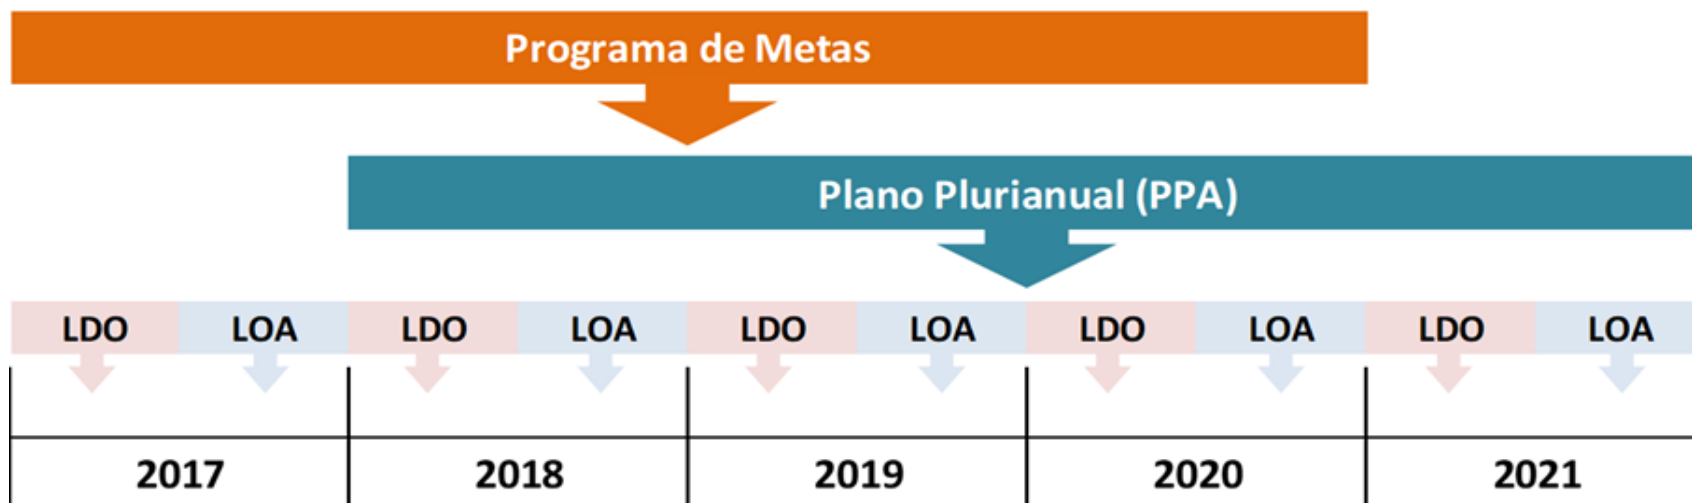 Programa de Metas
Plano Plurianual (PPA)
LDO LOA LDO LOA LDO LOA LDO LOA LDO LOA
2017 2018 2019 2020 2021